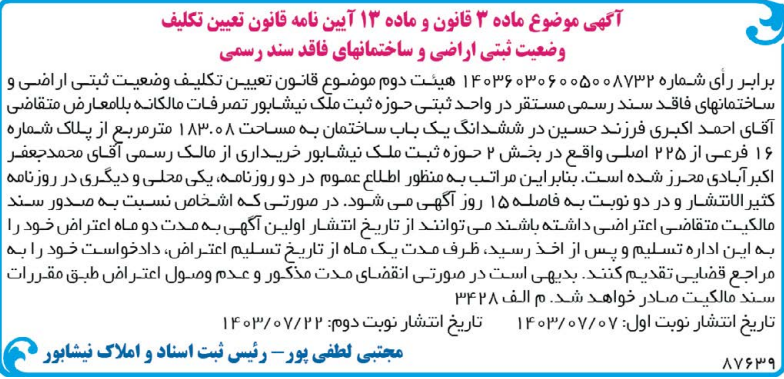 آگهی موضوع ماده ۳ قانون و ماده ۱۳ آیین نامه قانون تعیین تکلیف
وضعیت ثبتی اراضی و ساختمانهای فاقد سند رسمی
برابر رأی شماره ۱۴۰۳۶۰۳۰۶۰۰۵۰۰۸۷۳۲ هیئت دوم موضوع قانون تعیین تکلیف وضعیت ثبتی اراضی و
ساختمانهای فاقد سند رسمی مستقر در واحد ثبتی حوزه ثبت ملک نیشابور تصرفات مالکانه بلامعارض متقاضی
آقای احمد اکبری فرزند حسین در ششدانگ یک باب ساختمان به مساحت ۱۸۳.۰۸ مترمربع از پلاک شماره
۱۶ فرعی از ۲۲۵ اصلی واقع در بخش ۲ حوزه ثبت ملک نیشابور خریداری از مالک رسمی آقای محمدجعفر
اکبرآبادی محرز شده است. بنابراین مراتب به منظور اطلاع عموم در دو روزنامه، یکی محلی و دیگری در روزنامه
کثیرالانتشار و در دو نوبت به فاصله ۱۵ روز آگهی می شود. در صورتی که اشخاص نسبت به صدور سند
مالکیت متقاضی اعتراضی داشته باشند می توانند از تاریخ انتشار اولین آگهی به مدت دو ماه اعتراض خود را
به این اداره تسلیم و پس از اخذ رسید، ظرف مدت یک ماه از تاریخ تسلیم اعتراض، دادخواست خود را به
مراجع قضایی تقدیم کنند. بدیهی است در صورتی انقضای مدت مذکور و عدم وصول اعتراض طبق مقررات
سند مالکیت صادر خواهد شد. م الف ۳۴۲۸
تاریخ انتشار نوبت اول: ۱۴۰۳/۰۷/۰۷ تاریخ انتشار نوبت دوم: ۱۴۰۳/۰۷/۲۲
مجتبی لطفی پور– رئیس ثبت اسناد و املاک نیشابور
۸۷۶۳۹